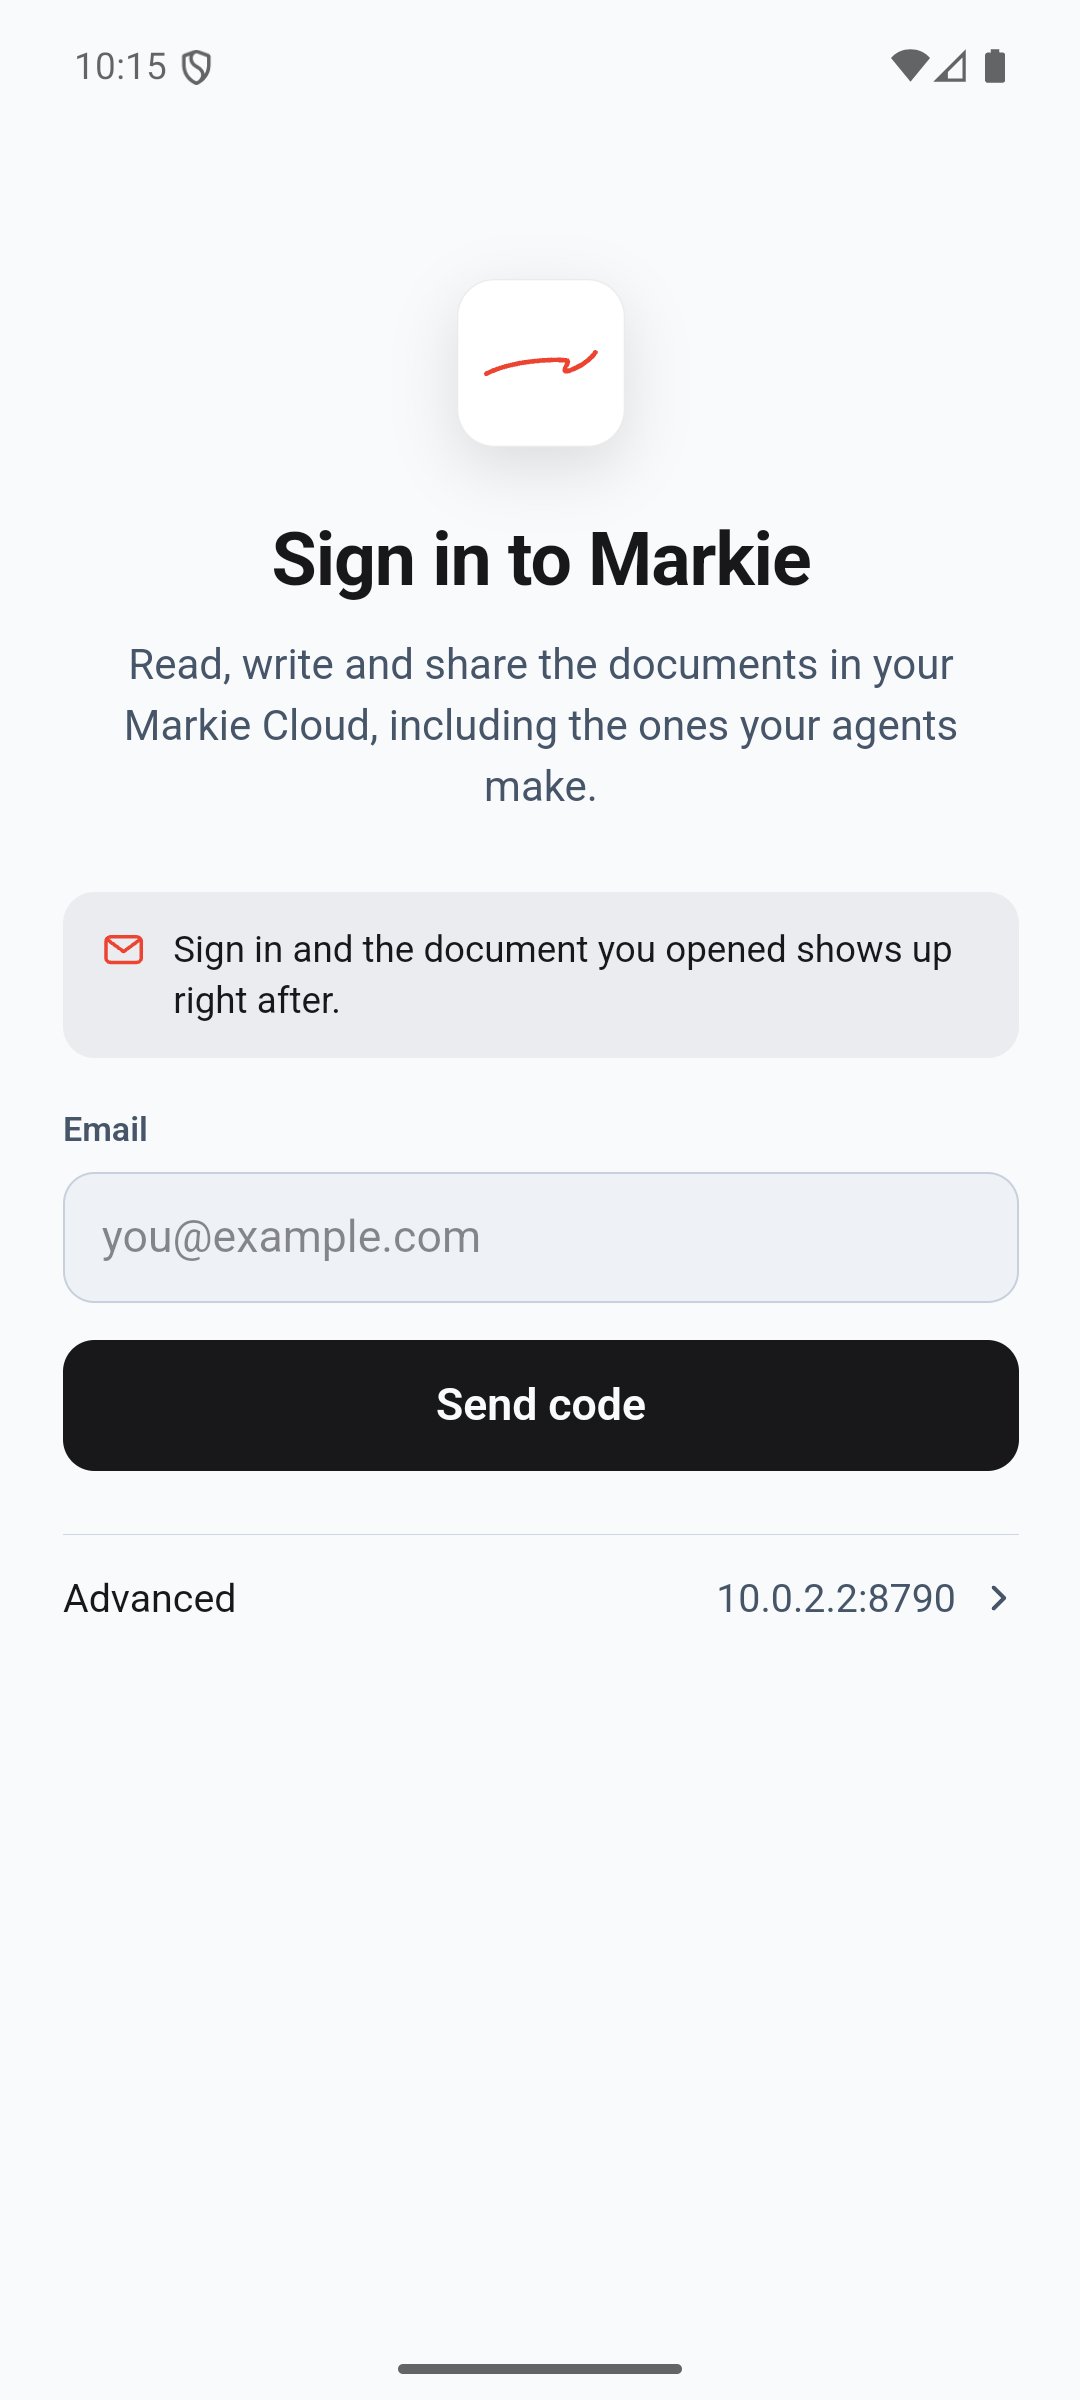 10:15
Sign in to Markie
Read, write and share the documents in your
Markie Cloud, including the ones your agents
make.
Sign in and the document you opened shows up
right after.
Email
you@example.com
Send code
Advanced 10.0.2.2:8790